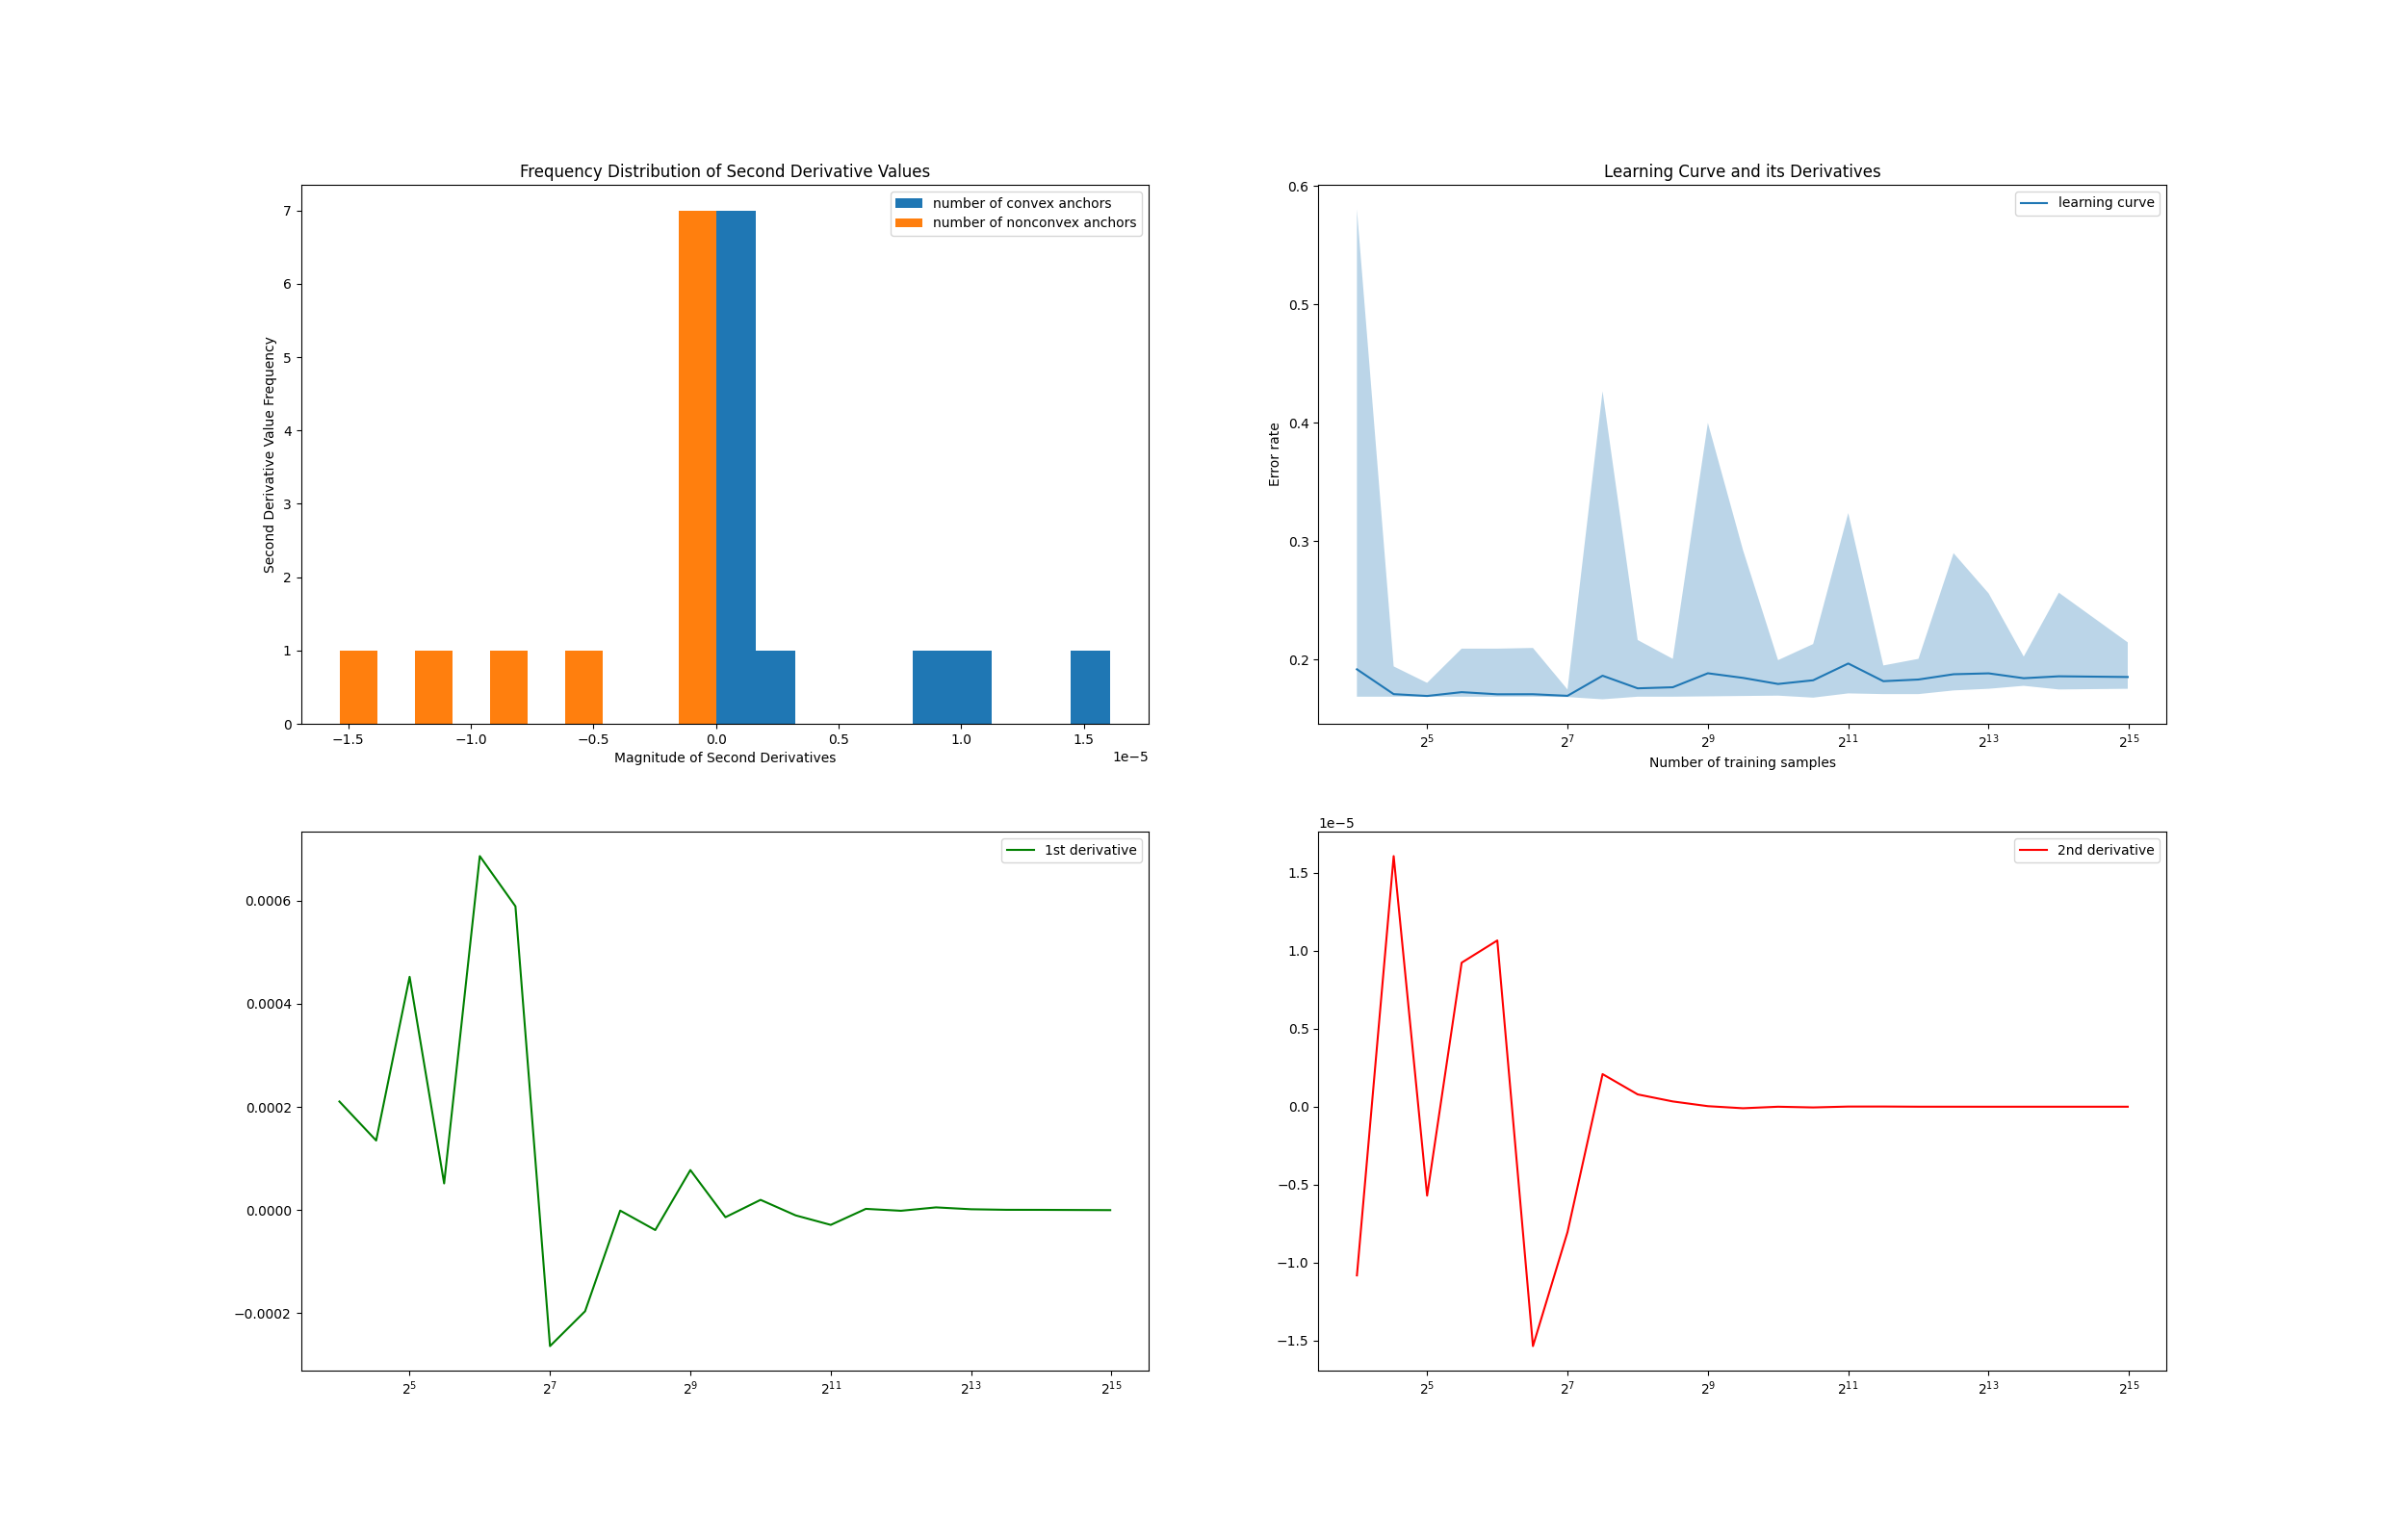 Frequency Distribution of Second Derivative Values
number of convex anchors
number of nonconvex anchors
7
6
5
4
3
2
1
0
Second Derivative Value Frequency
−1.5 −1.0 −0.5 0.0 0.5 1.0 1.5
1e−5
Magnitude of Second Derivatives
Learning Curve and its Derivatives
learning curve
0.6
0.5
0.4
0.3
0.2
Error rate
2^5 2^7 2^9 2^11 2^13 2^15
Number of training samples
1st derivative
0.0006
0.0004
0.0002
0.0000
−0.0002
2^5 2^7 2^9 2^11 2^13 2^15
1e−5
2nd derivative
1.5
1.0
0.5
0.0
−0.5
−1.0
−1.5
2^5 2^7 2^9 2^11 2^13 2^15